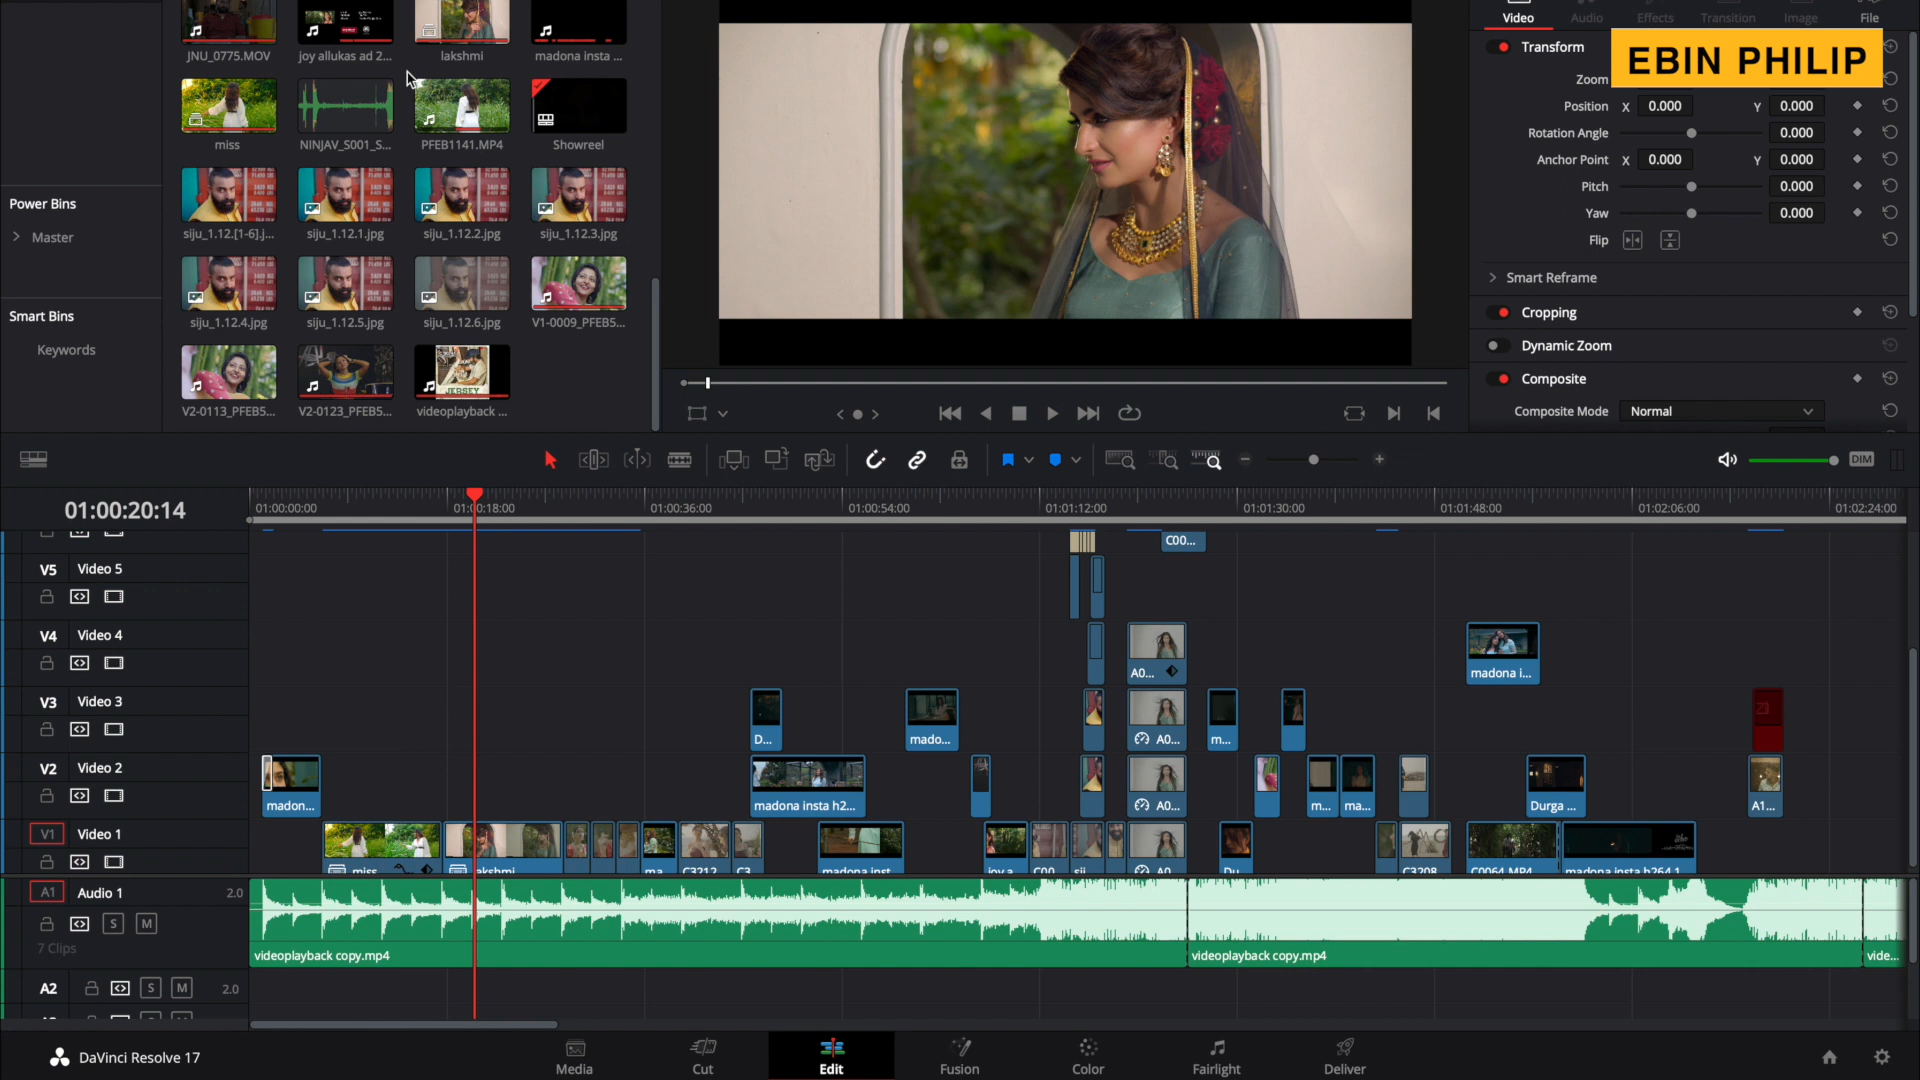 Video Audio Effects Transition Image File
EBIN PHILIP
JNU_0775.MOV joy allukas ad 2... lakshmi madona insta ...
miss NINJAV_S001_S... PFEB1141.MP4 Showreel
siju_1.12.[1-6].j... siju_1.12.1.jpg siju_1.12.2.jpg siju_1.12.3.jpg
siju_1.12.4.jpg siju_1.12.5.jpg siju_1.12.6.jpg V1-0009_PFEB5...
JERSEY
V2-0113_PFEB5... V2-0123_PFEB5... videoplayback ...
Power Bins
Master
Smart Bins
Keywords
Transform
Zoom
Position X 0.000 Y 0.000
Rotation Angle 0.000
Anchor Point X 0.000 Y 0.000
Pitch 0.000
Yaw 0.000
Flip
Smart Reframe
Cropping
Dynamic Zoom
Composite
Composite Mode Normal
DIM
01:00:20:14
01:00:00:00 01:00:18:00 01:00:36:00 01:00:54:00 01:01:12:00 01:01:30:00 01:01:48:00 01:02:06:00 01:02:24:00
C00...
V5 Video 5
V4 Video 4
A0... madona i...
V3 Video 3
D... mado... A0... m...
V2 Video 2
madon... madona insta h2... A0... m... ma... Durga ... A1...
V1 Video 1
miss lakshmi ma... C3212... C3... madona inst... joy a... C00... sij... A0... Du... C3208... C0064.MP4 madona insta h264 1...
A1 Audio 1 2.0
S M
7 Clips
videoplayback copy.mp4 videoplayback copy.mp4 vide...
A2 S M 2.0
DaVinci Resolve 17
Media Cut Edit Fusion Color Fairlight Deliver